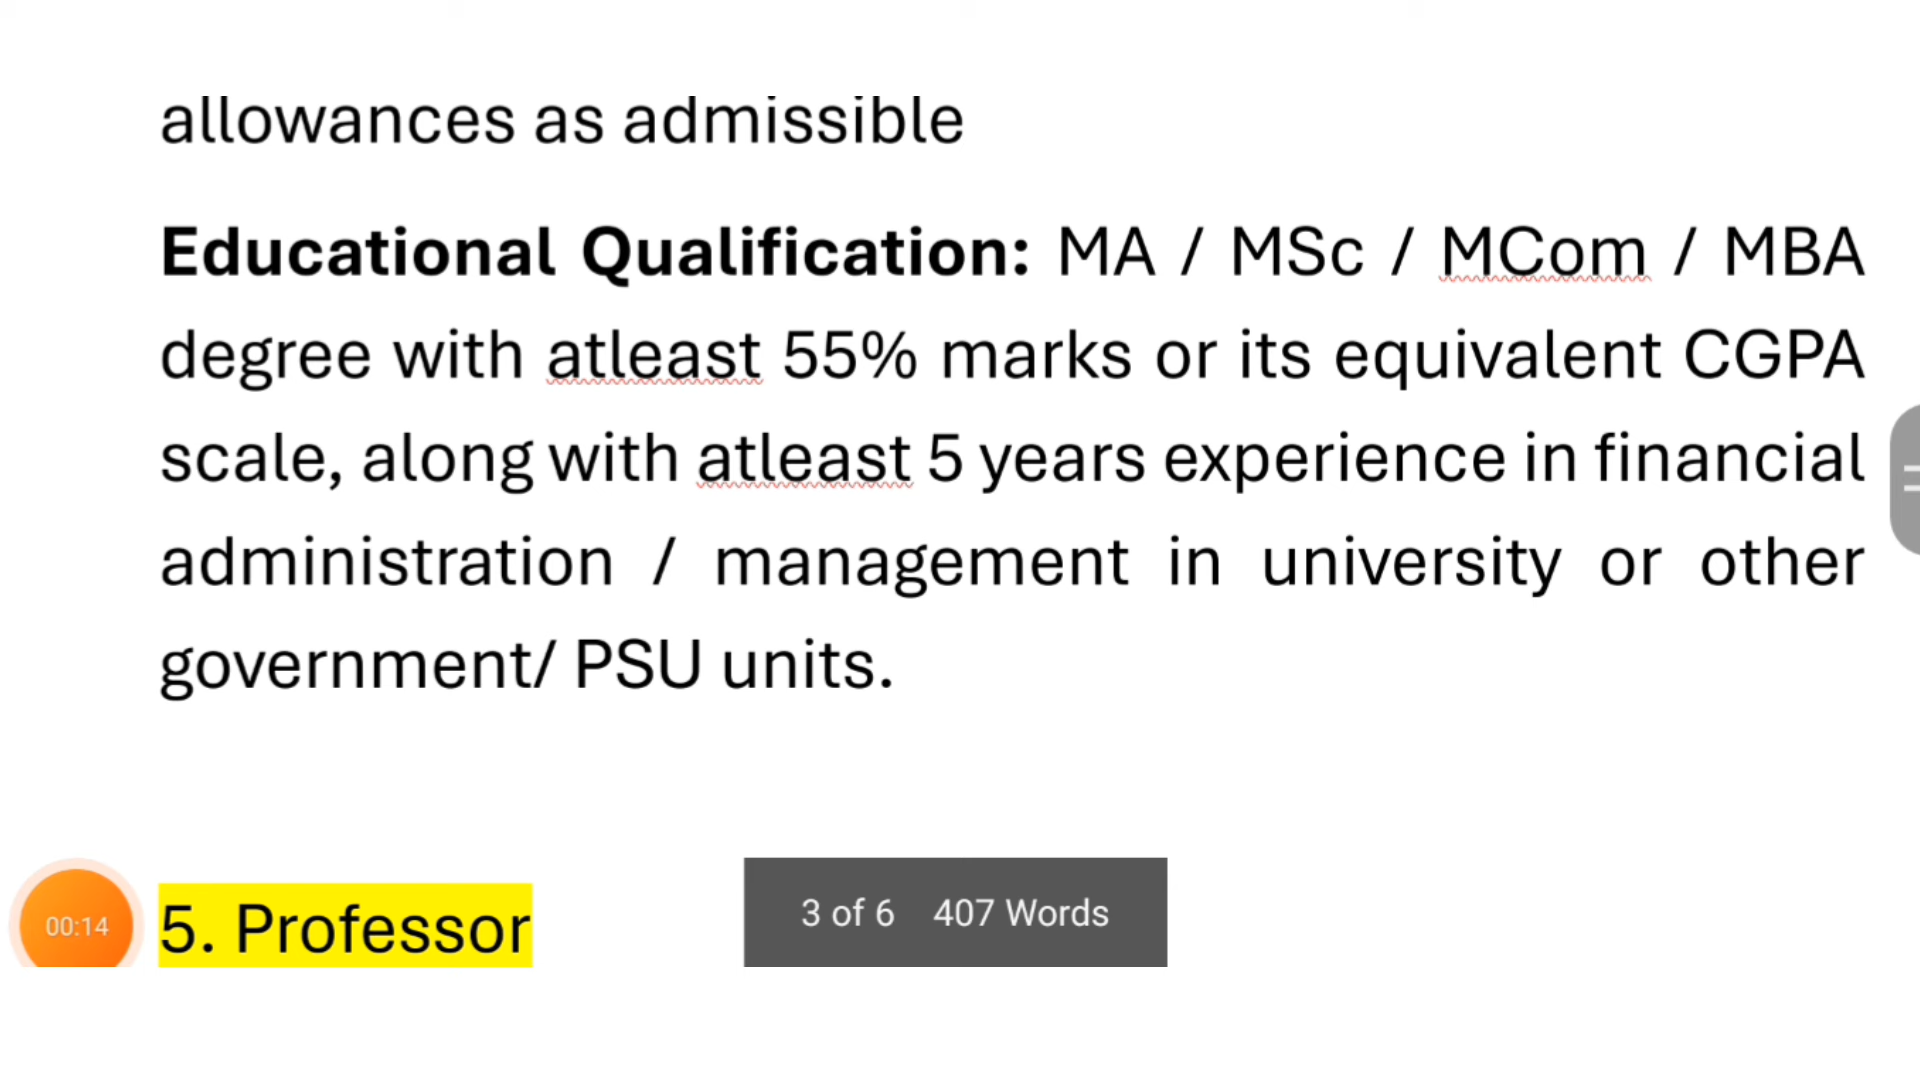 allowances as admissible
Educational Qualification: MA / MSc / MCom / MBA
degree with atleast 55% marks or its equivalent CGPA
scale, along with atleast 5 years experience in financial
administration / management in university or other
government/ PSU units.
5. Professor
3 of 6 407 Words
00:14